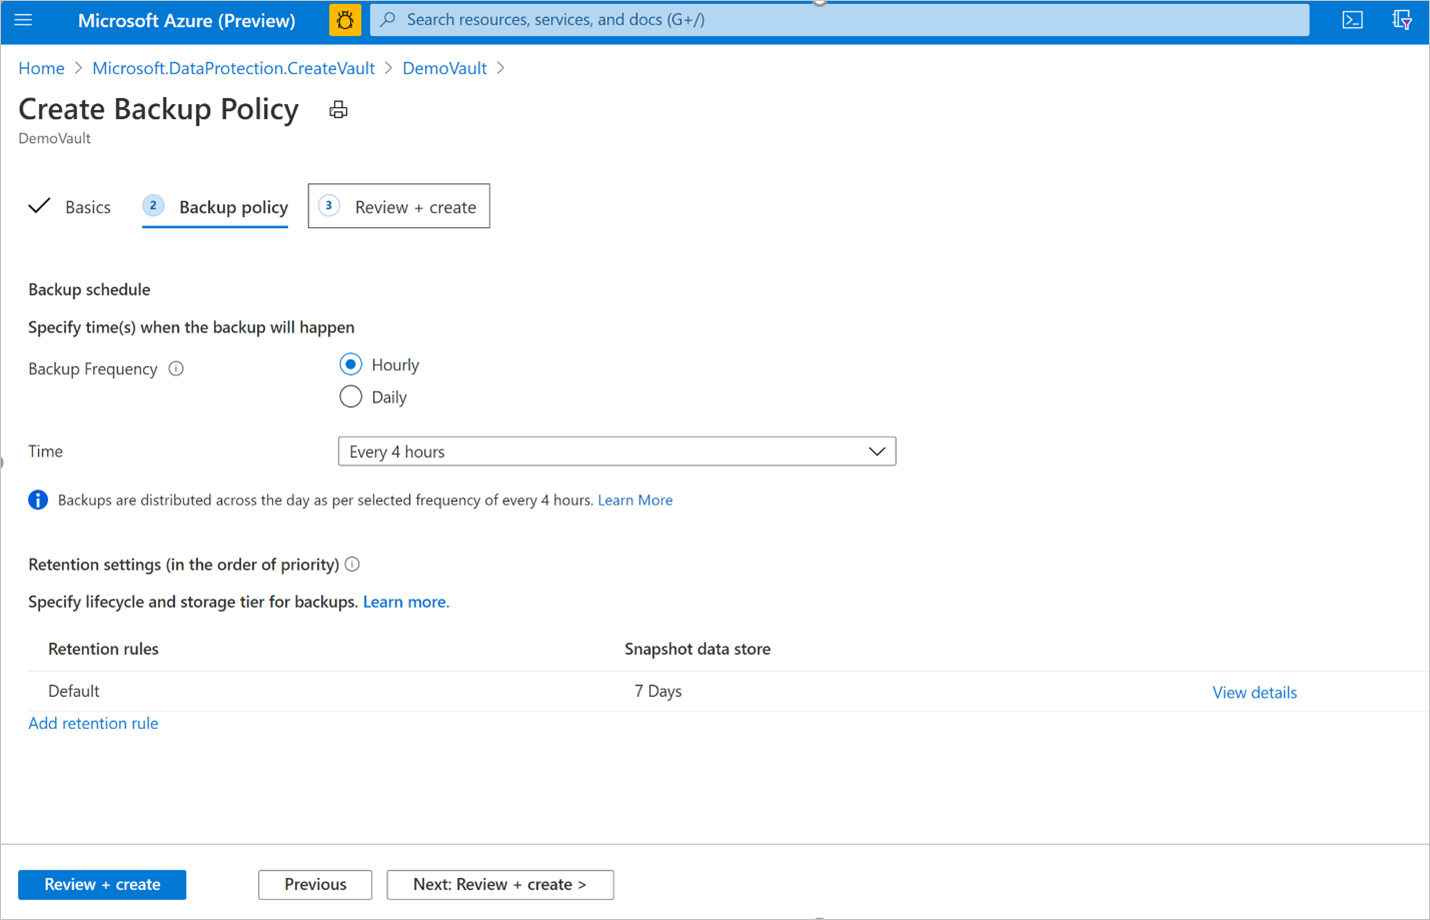 Microsoft Azure (Preview)
Search resources, services, and docs (G+/)
Home > Microsoft.DataProtection.CreateVault > DemoVault >
Create Backup Policy
DemoVault
Basics
2 Backup policy
3 Review + create
Backup schedule
Specify time(s) when the backup will happen
Backup Frequency
Hourly
Daily
Time
Every 4 hours
Backups are distributed across the day as per selected frequency of every 4 hours. Learn More
Retention settings (in the order of priority)
Specify lifecycle and storage tier for backups. Learn more.
Retention rules Snapshot data store
Default 7 Days View details
Add retention rule
Review + create Previous Next: Review + create >